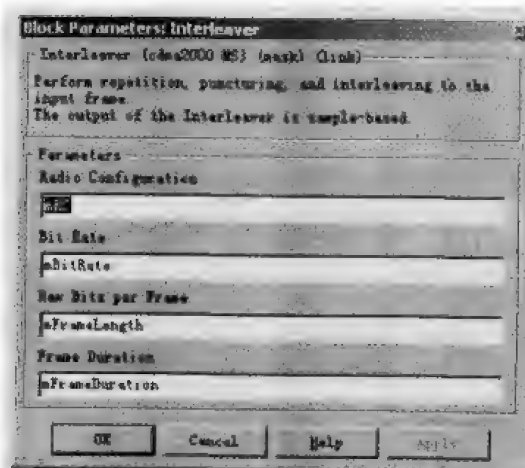 Block Parameters: Interleaver
Interleaver (cdma2000 MS) (mask) (link)
Perform repetition, puncturing, and interleaving to the
input frame.
The output of the Interleaver is sample-based.
Parameters
Radio Configuration
Bit Rate
mBitRate
Raw Bits per Frame
mFrameLength
Frame Duration
mFrameDuration
OK
Cancel
Help
Apply